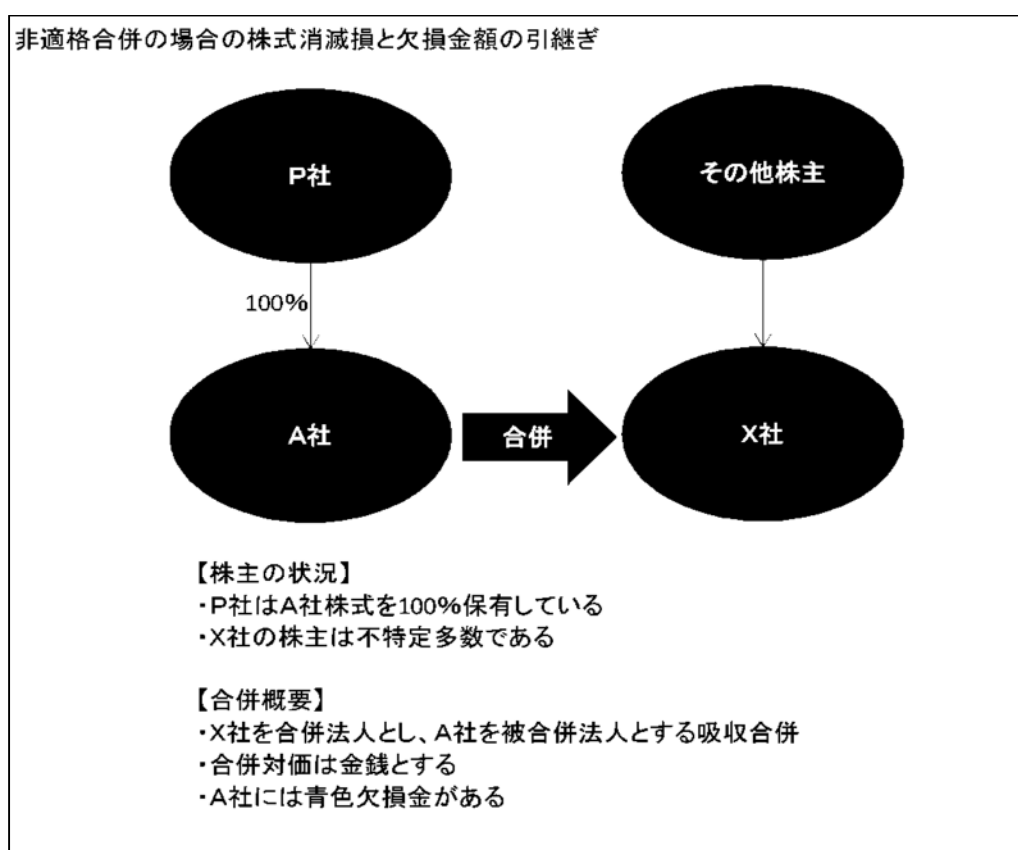 非適格合併の場合の株式消滅損と欠損金額の引継ぎ
P社
その他株主
100%
A社
合併
X社
【株主の状況】
・P社はA社株式を100%保有している
・X社の株主は不特定多数である
【合併概要】
・X社を合併法人とし、A社を被合併法人とする吸収合併
・合併対価は金銭とする
・A社には青色欠損金がある